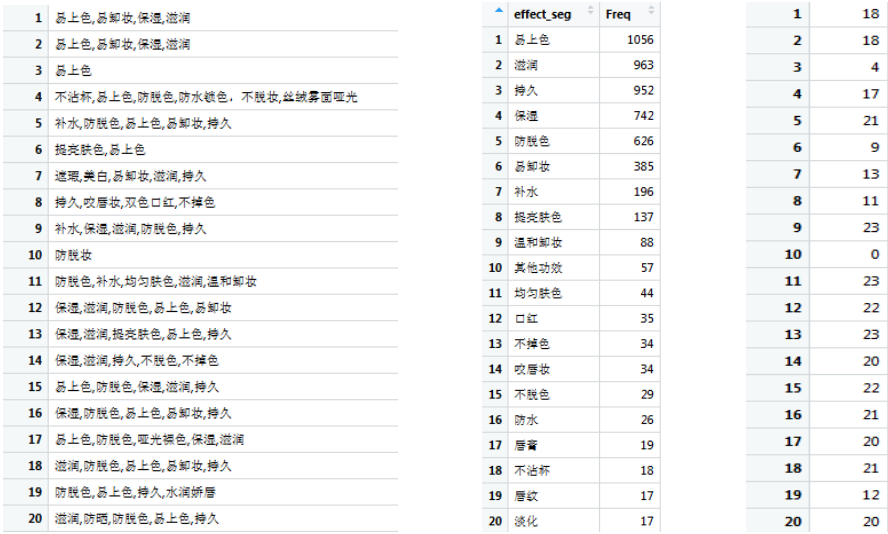 1 易上色,易卸妆,保湿,滋润
2 易上色,易卸妆,保湿,滋润
3 易上色
4 不沾杯,易上色,防脱色,防水锁色，不脱妆,丝绒雾面哑光
5 补水,防脱色,易上色,易卸妆,持久
6 提亮肤色,易上色
7 遮瑕,美白,易卸妆,滋润,持久
8 持久,咬唇妆,双色口红,不掉色
9 补水,保湿,滋润,防脱色,持久
10 防脱妆
11 防脱色,补水,均匀肤色,滋润,温和卸妆
12 保湿,滋润,防脱色,易上色,易卸妆
13 保湿,滋润,提亮肤色,易上色,持久
14 保湿,滋润,持久,不脱色,不掉色
15 易上色,防脱色,保湿,滋润,持久
16 保湿,防脱色,易上色,易卸妆,持久
17 易上色,防脱色,哑光裸色,保湿,滋润
18 滋润,防脱色,易上色,易卸妆,持久
19 防脱色,易上色,持久,水润娇唇
20 滋润,防晒,防脱色,易上色,持久
effect_seg Freq
1 易上色 1056
2 滋润 963
3 持久 952
4 保湿 742
5 防脱色 626
6 易卸妆 385
7 补水 196
8 提亮肤色 137
9 温和卸妆 88
10 其他功效 57
11 均匀肤色 44
12 口红 35
13 不掉色 34
14 咬唇妆 34
15 不脱色 29
16 防水 26
17 唇膏 19
18 不沾杯 18
19 唇纹 17
20 淡化 17
1 18
2 18
3 4
4 17
5 21
6 9
7 13
8 11
9 23
10 0
11 23
12 22
13 23
14 20
15 22
16 21
17 20
18 21
19 12
20 20